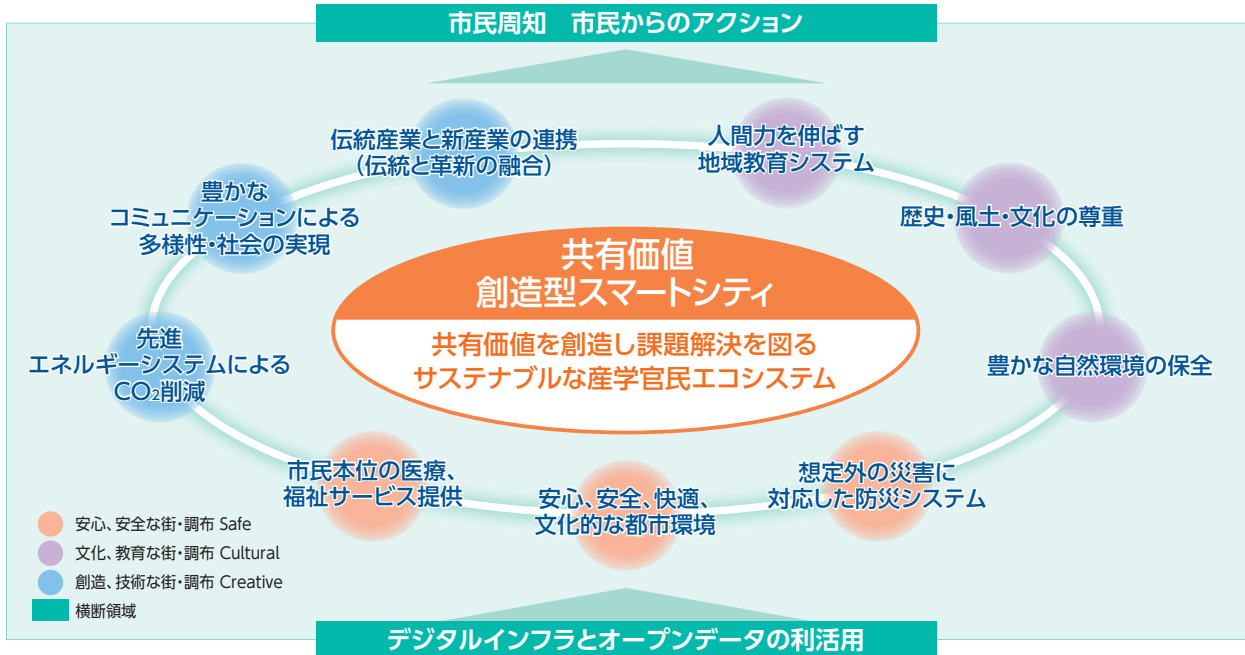 市民周知　市民からのアクション
伝統産業と新産業の連携
（伝統と革新の融合）
人間力を伸ばす
地域教育システム
豊かな
コミュニケーションによる
多様性・社会の実現
歴史・風土・文化の尊重
共有価値
創造型スマートシティ
共有価値を創造し課題解決を図る
サステナブルな産学官民エコシステム
先進
エネルギーシステムによる
CO₂削減
豊かな自然環境の保全
市民本位の医療、
福祉サービス提供
安心、安全、快適、
文化的な都市環境
想定外の災害に
対応した防災システム
安心、安全な街・調布 Safe
文化、教育な街・調布 Cultural
創造、技術な街・調布 Creative
横断領域
デジタルインフラとオープンデータの利活用